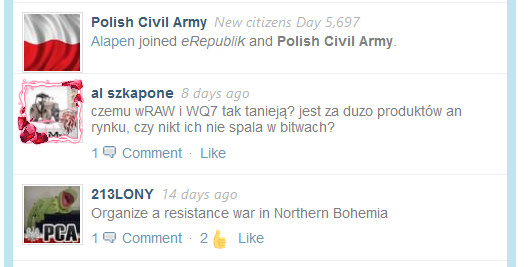 Polish Civil Army New citizens Day 5,697
Alapen joined eRepublik and Polish Civil Army.
al szkapone 8 days ago
czemu wRAW i WQ7 tak tanieją? jest za duzo produktów an
rynku, czy nikt ich nie spala w bitwach?
1 Comment · Like
213LONY 14 days ago
Organize a resistance war in Northern Bohemia
PCA
1 Comment · 2 Like